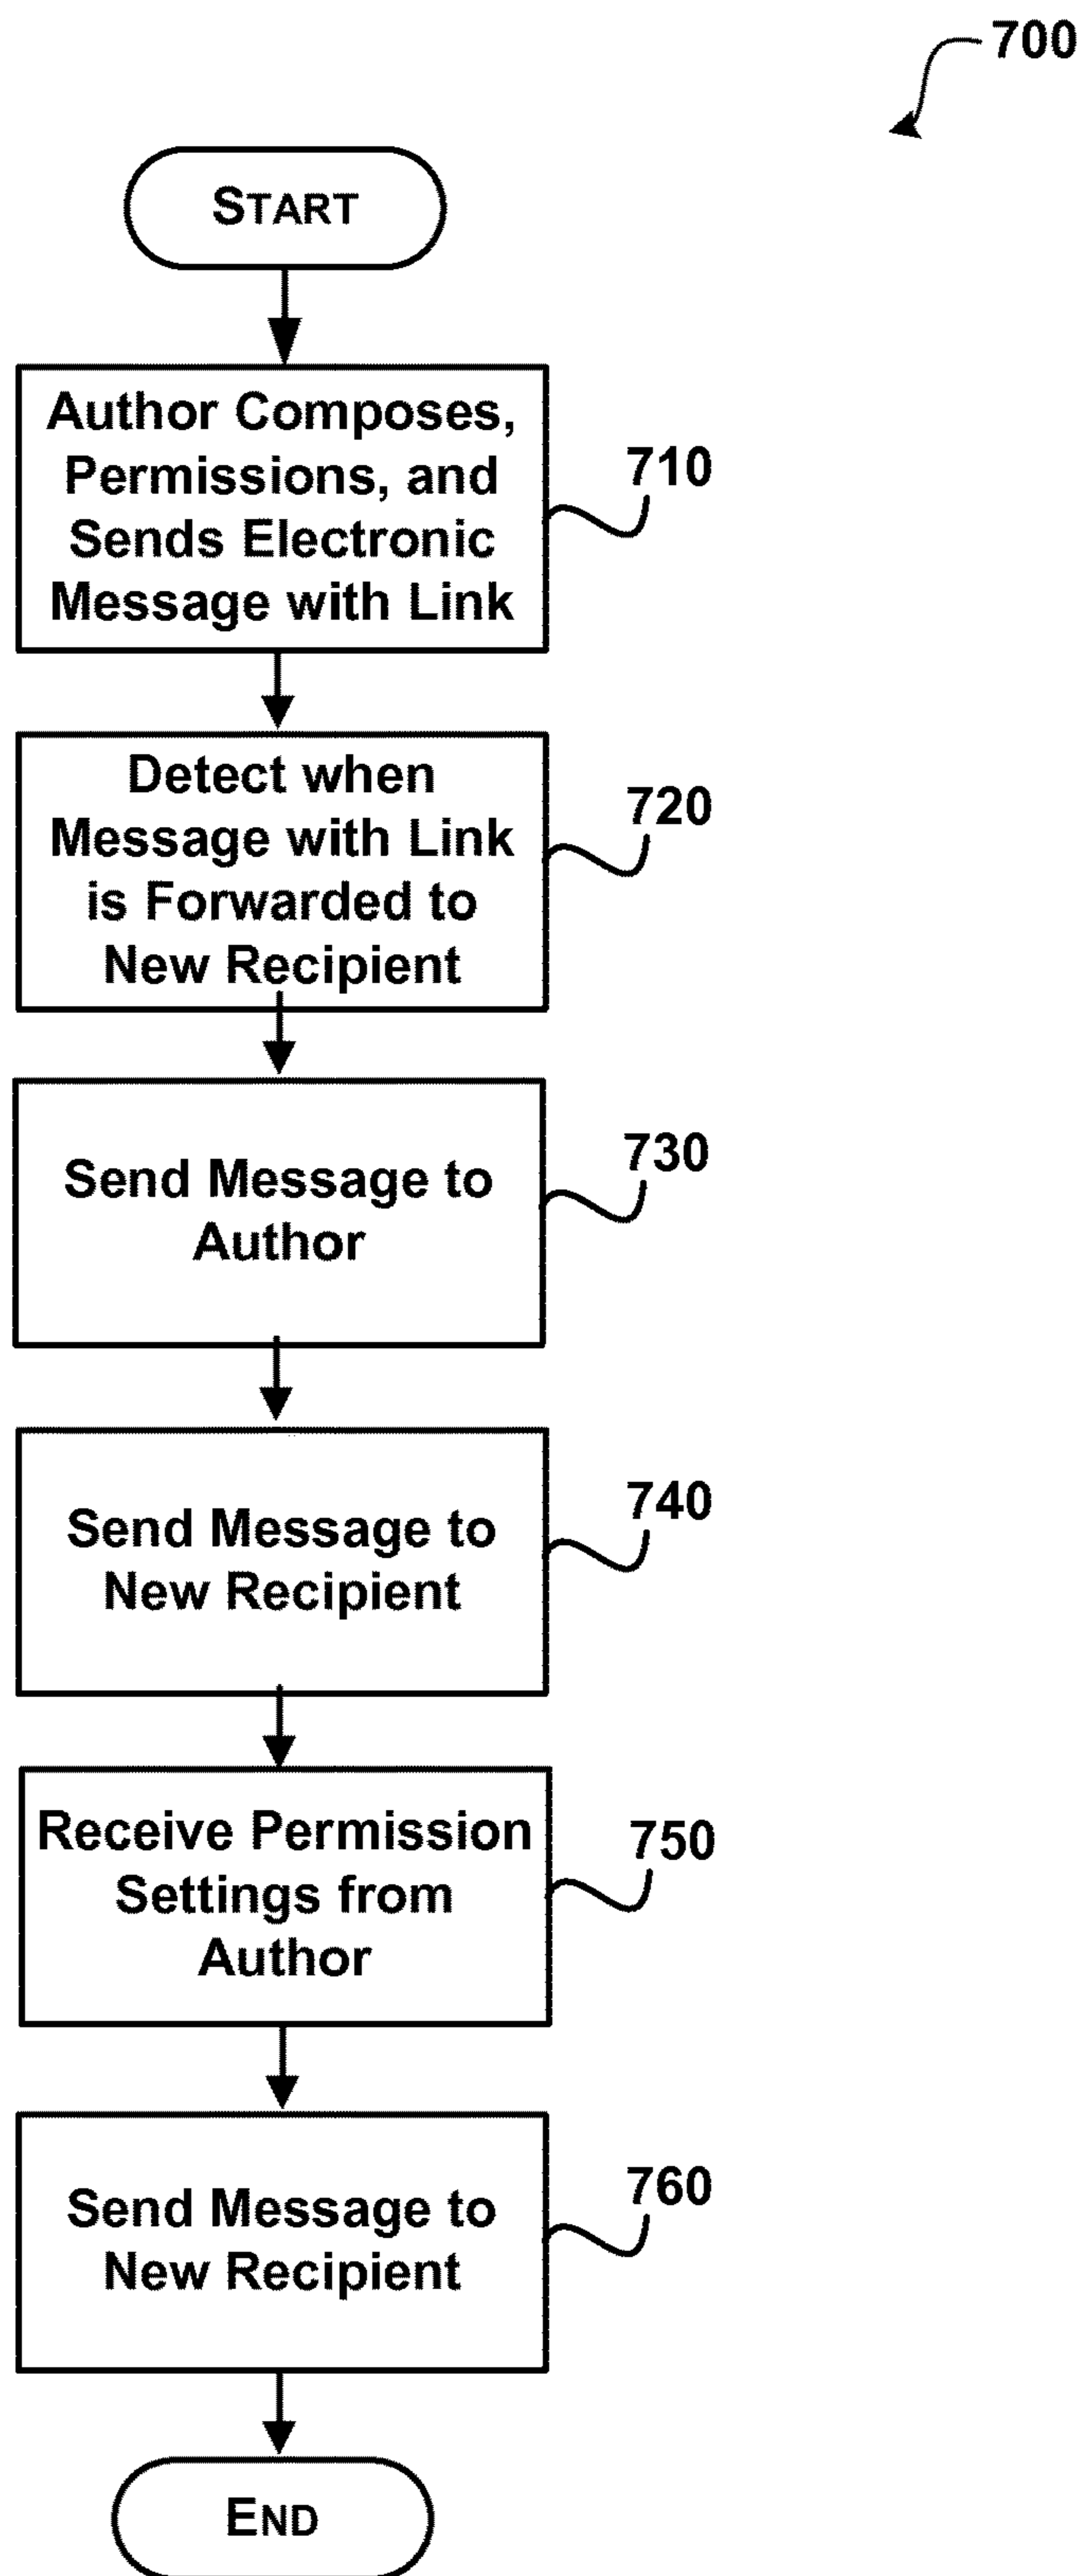 700
START
Author Composes,
Permissions, and
Sends Electronic
Message with Link
710
Detect when
Message with Link
is Forwarded to
New Recipient
720
Send Message to
Author
730
Send Message to
New Recipient
740
Receive Permission
Settings from
Author
750
Send Message to
New Recipient
760
END